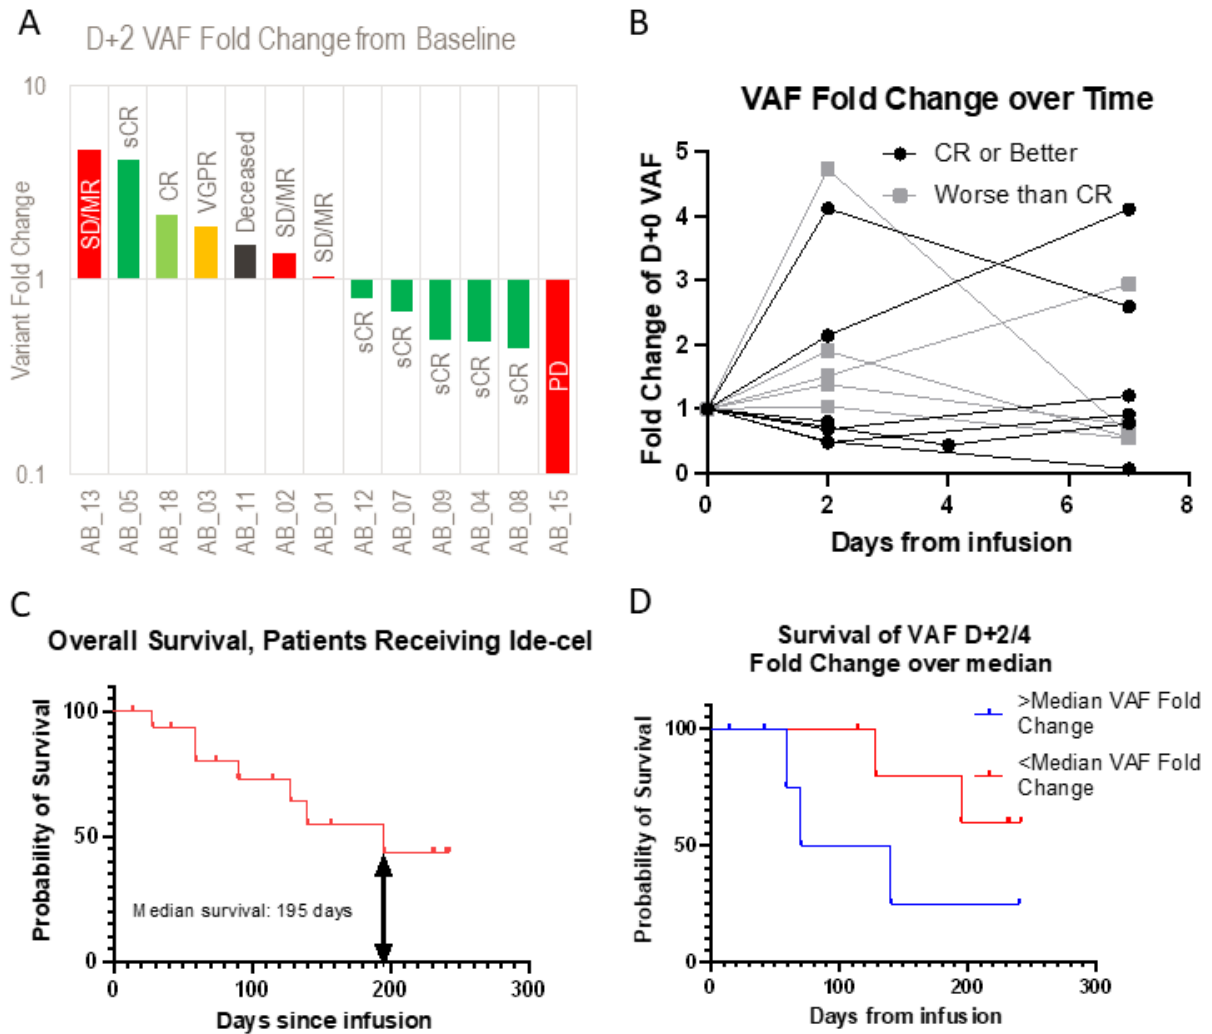 A
D+2 VAF Fold Change from Baseline
Variant Fold Change
10
1
0.1
SD/MR
sCR
CR
VGPR
Deceased
SD/MR
SD/MR
sCR
sCR
sCR
sCR
sCR
PD
AB_13
AB_05
AB_18
AB_03
AB_11
AB_02
AB_01
AB_12
AB_07
AB_09
AB_04
AB_08
AB_15
B
VAF Fold Change over Time
CR or Better
Worse than CR
Fold Change of D+0 VAF
5
4
3
2
1
0
0
2
4
6
8
Days from infusion
C
Overall Survival, Patients Receiving Ide-cel
Probability of Survival
100
50
0
Median survival: 195 days
0
100
200
300
Days since infusion
D
Survival of VAF D+2/4
Fold Change over median
>Median VAF Fold
Change
<Median VAF Fold
Change
Probability of Survival
100
50
0
0
100
200
300
Days from infusion